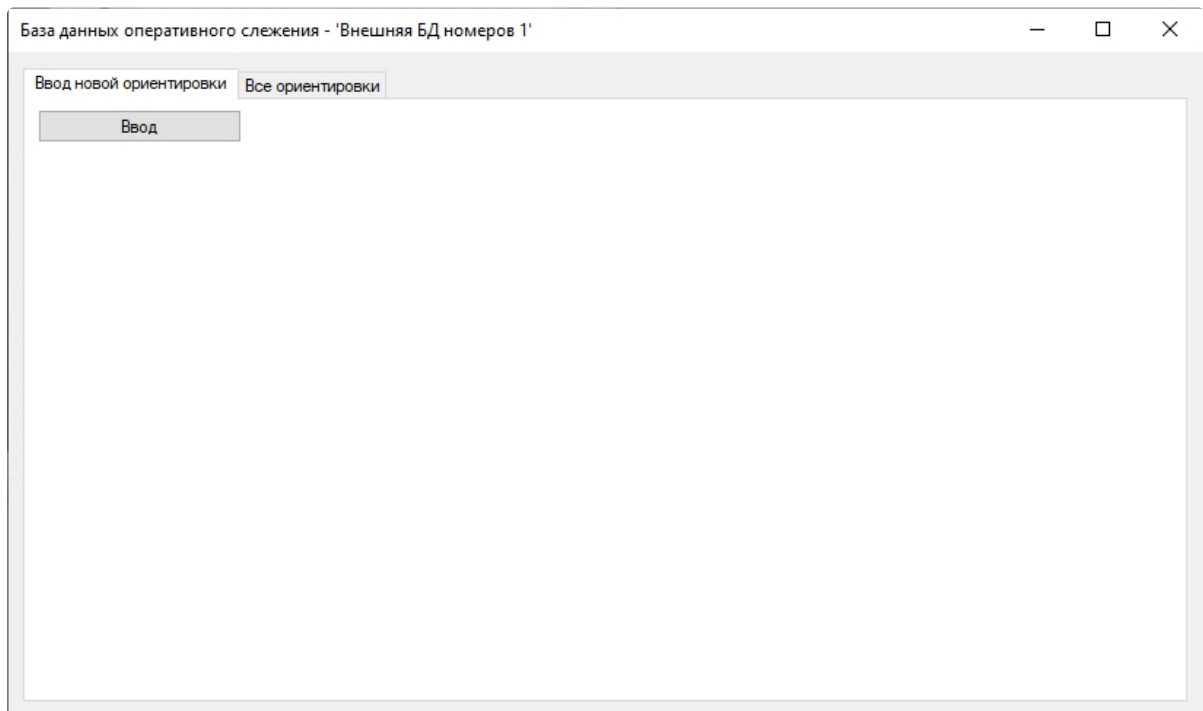 База данных оперативного слежения - 'Внешняя БД номеров 1'
Ввод новой ориентировки
Все ориентировки
Ввод